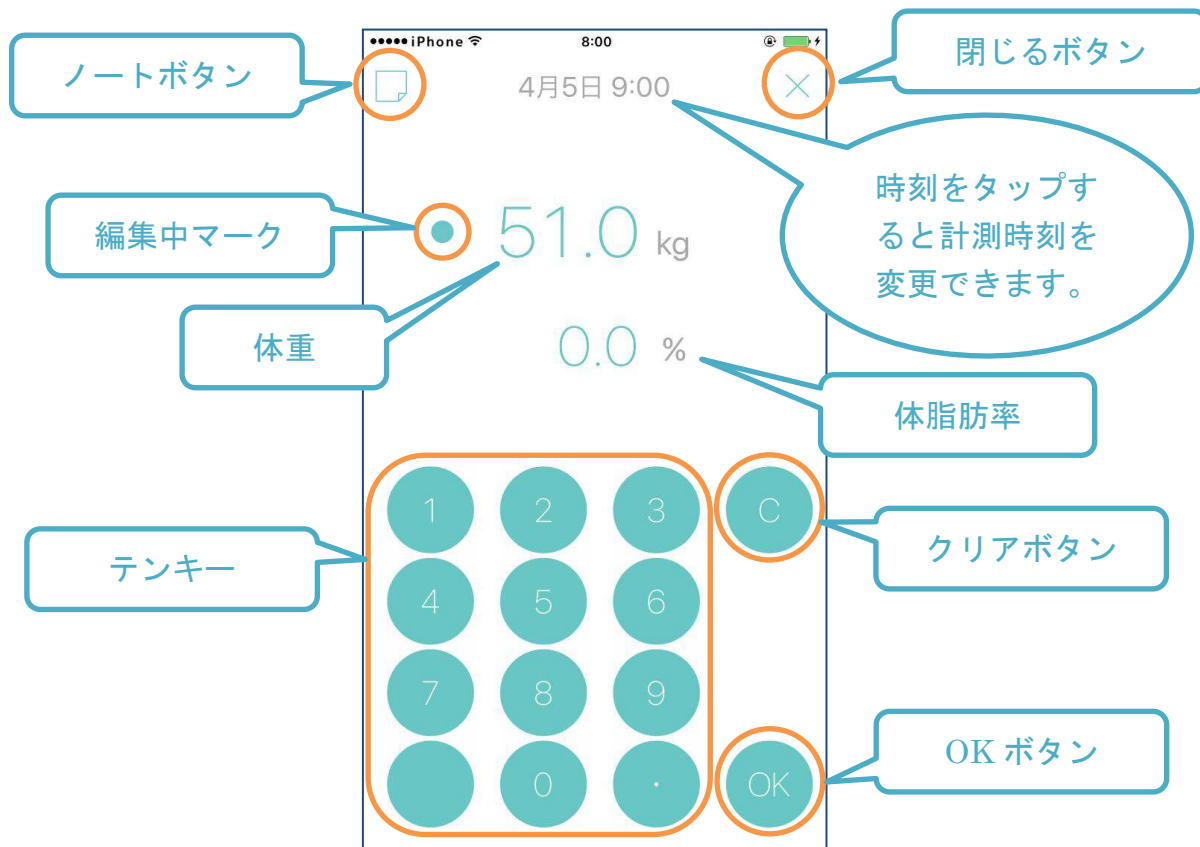 ●●●●● iPhone
8:00
ノートボタン
4月5日 9:00
閉じるボタン
時刻をタップす
ると計測時刻を
変更できます。
編集中マーク
51.0 kg
体重
0.0 %
体脂肪率
1 2 3 C
クリアボタン
テンキー
4 5 6
7 8 9
OK ボタン
0 . OK